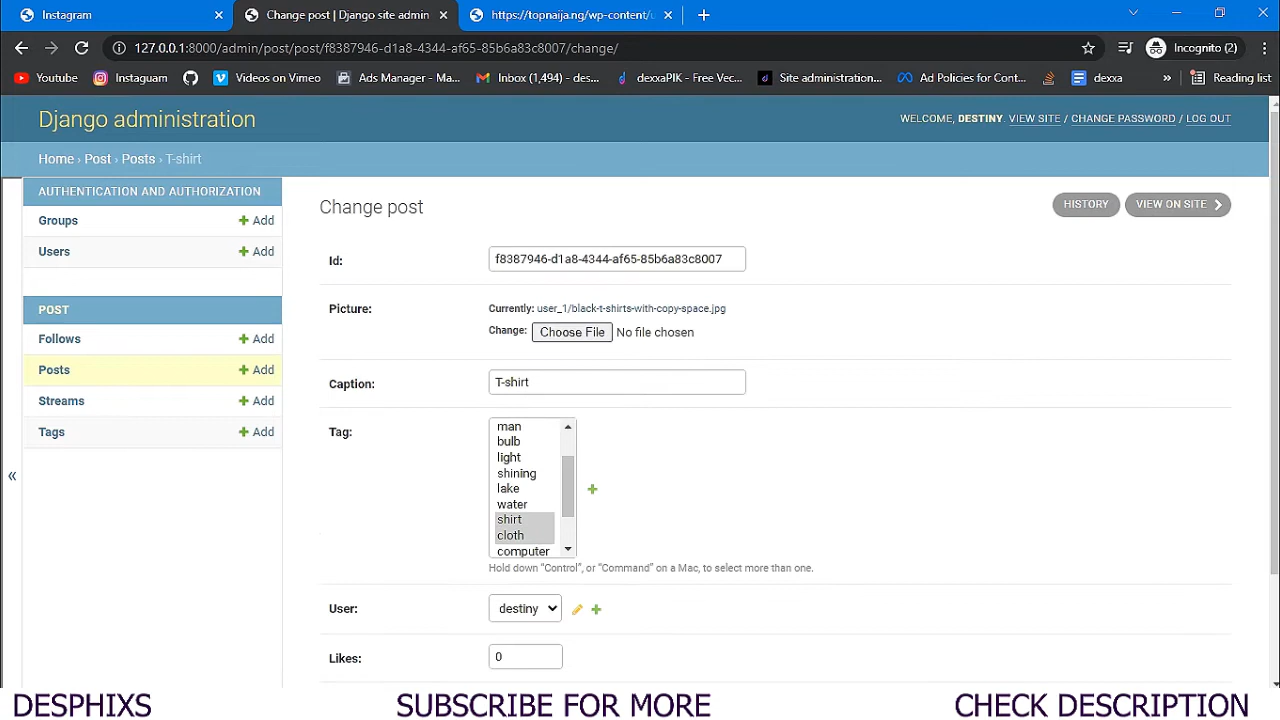 Instagram
Change post | Django site admin
https://topnaija.ng/wp-content/u
127.0.0.1:8000/admin/post/post/f8387946-d1a8-4344-af65-85b6a83c8007/change/
Incognito (2)
Youtube
Instaguam
Videos on Vimeo
Ads Manager - Ma...
Inbox (1,494) - des...
dexxaPIK - Free Vec...
Site administration...
Ad Policies for Cont...
dexxa
»
Reading list
Django administration
WELCOME, DESTINY. VIEW SITE / CHANGE PASSWORD / LOG OUT
Home › Post › Posts › T-shirt
AUTHENTICATION AND AUTHORIZATION
Groups
Add
Users
Add
POST
Follows
Add
Posts
Add
Streams
Add
Tags
Add
«
Change post
HISTORY
VIEW ON SITE
Id:
f8387946-d1a8-4344-af65-85b6a83c8007
Picture:
Currently: user_1/black-t-shirts-with-copy-space.jpg
Change: Choose File No file chosen
Caption:
T-shirt
Tag:
man
bulb
light
shining
lake
water
shirt
cloth
computer
Hold down "Control", or "Command" on a Mac, to select more than one.
User:
destiny
Likes:
0
DESPHIXS
SUBSCRIBE FOR MORE
CHECK DESCRIPTION